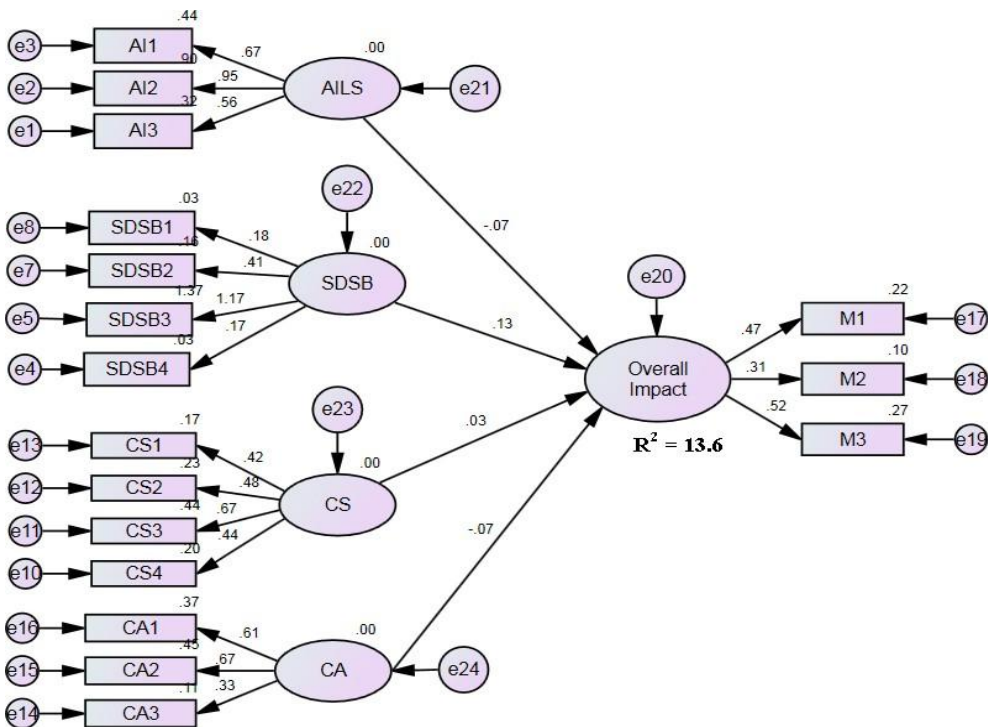 .44
e3 AI1 .67 .00
.90
e2 AI2 .95 AILS e21
.32
e1 AI3 .56
e22
.03
e8 SDSB1 .18 .00 -.07
.16
e7 SDSB2 .41 SDSB e20
1.37
e5 SDSB3 1.17 .13 .22
.03
e4 SDSB4 .17 .47 M1 e17
.10
Overall .31 M2 e18
Impact
e23 .52 .27
.17 .03 M3 e19
e13 CS1 .42 .00 R² = 13.6
.23
e12 CS2 .48 CS
.44
e11 CS3 .67
.20
e10 CS4 .44 -.07
.37
e16 CA1 .61 .00
.45
e15 CA2 .67 CA e24
.11
e14 CA3 .33